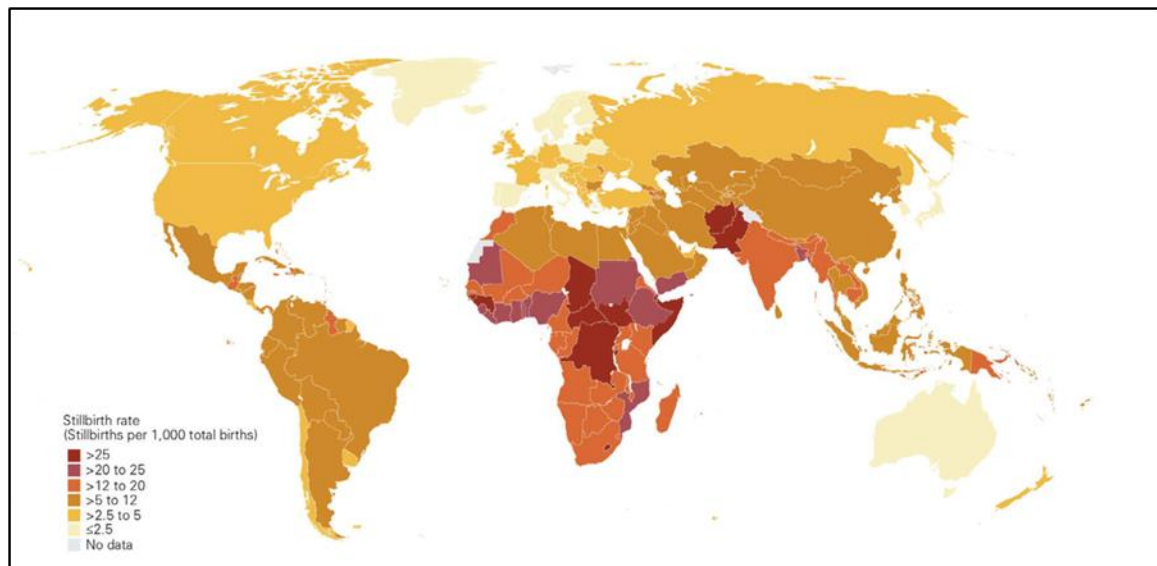 Stillbirth rate
(Stillbirths per 1,000 total births)
>25
>20 to 25
>12 to 20
>5 to 12
>2.5 to 5
≤2.5
No data